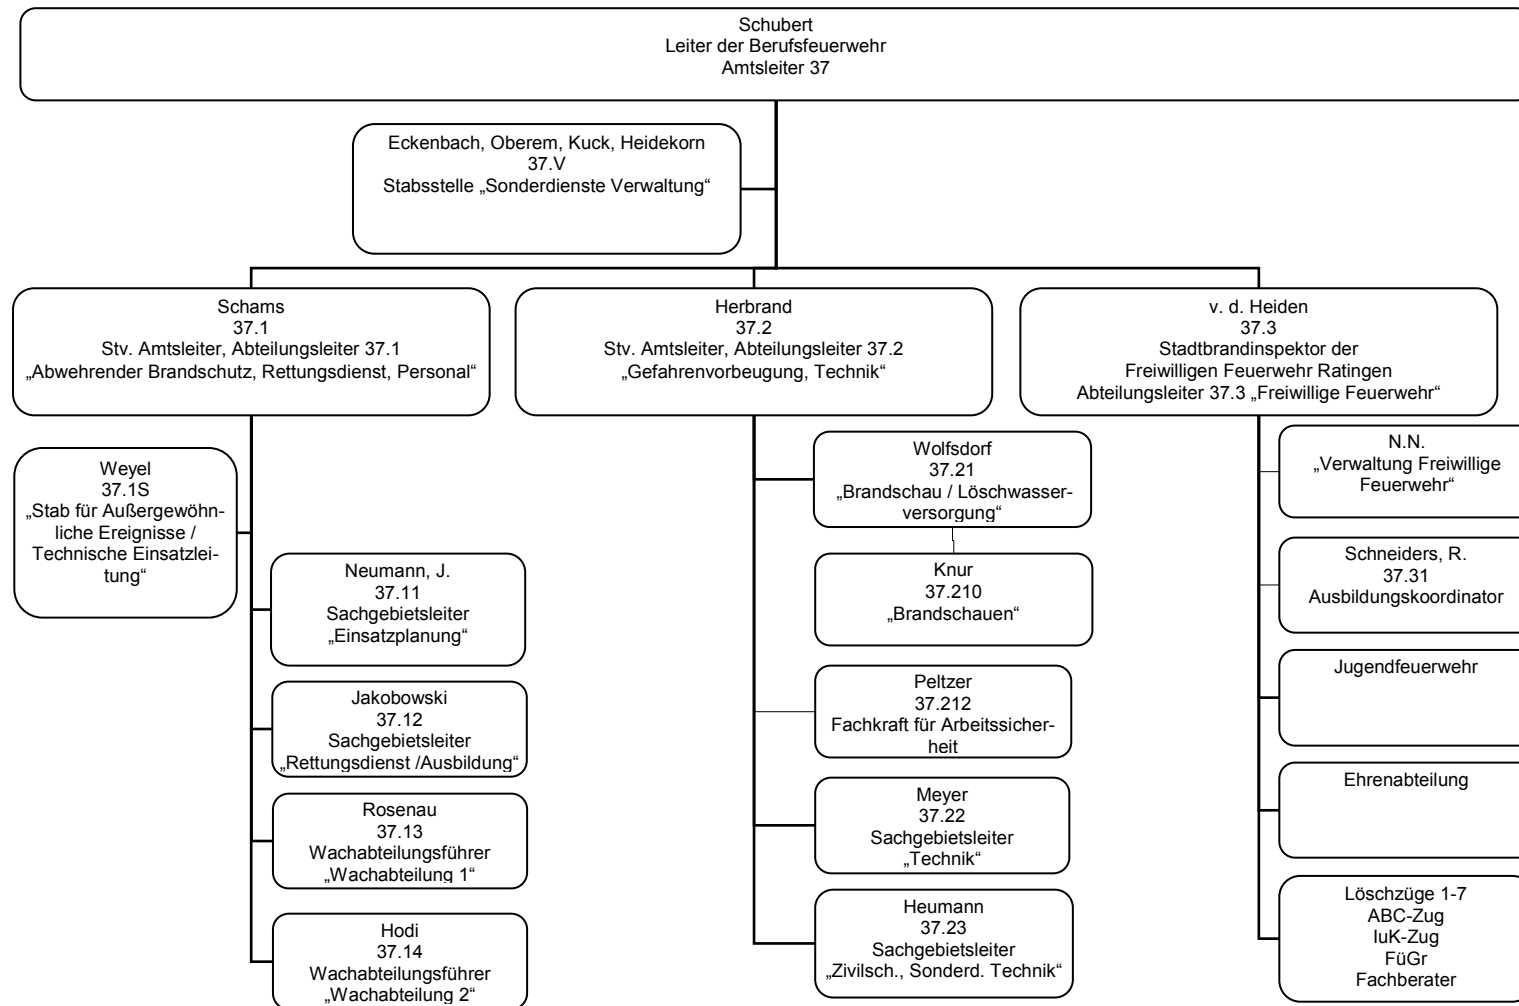 Schubert
Leiter der Berufsfeuerwehr
Amtsleiter 37
Eckenbach, Oberem, Kuck, Heidekorn
37.V
Stabsstelle „Sonderdienste Verwaltung“
Schams
37.1
Stv. Amtsleiter, Abteilungsleiter 37.1
„Abwehrender Brandschutz, Rettungsdienst, Personal“
Herbrand
37.2
Stv. Amtsleiter, Abteilungsleiter 37.2
„Gefahrenvorbeugung, Technik“
v. d. Heiden
37.3
Stadtbrandinspektor der
Freiwilligen Feuerwehr Ratingen
Abteilungsleiter 37.3 „Freiwillige Feuerwehr“
Weyel
37.1S
„Stab für Außergewöhn-
liche Ereignisse /
Technische Einsatzlei-
tung“
Neumann, J.
37.11
Sachgebietsleiter
„Einsatzplanung“
Jakobowski
37.12
Sachgebietsleiter
„Rettungsdienst /Ausbildung“
Rosenau
37.13
Wachabteilungsführer
„Wachabteilung 1“
Hodi
37.14
Wachabteilungsführer
„Wachabteilung 2“
Wolfsdorf
37.21
„Brandschau / Löschwasser-
versorgung“
Knur
37.210
„Brandschauen“
Peltzer
37.212
Fachkraft für Arbeitssicher-
heit
Meyer
37.22
Sachgebietsleiter
„Technik“
Heumann
37.23
Sachgebietsleiter
„Zivilsch., Sonderd. Technik“
N.N.
„Verwaltung Freiwillige
Feuerwehr“
Schneiders, R.
37.31
Ausbildungskoordinator
Jugendfeuerwehr
Ehrenabteilung
Löschzüge 1-7
ABC-Zug
IuK-Zug
FüGr
Fachberater